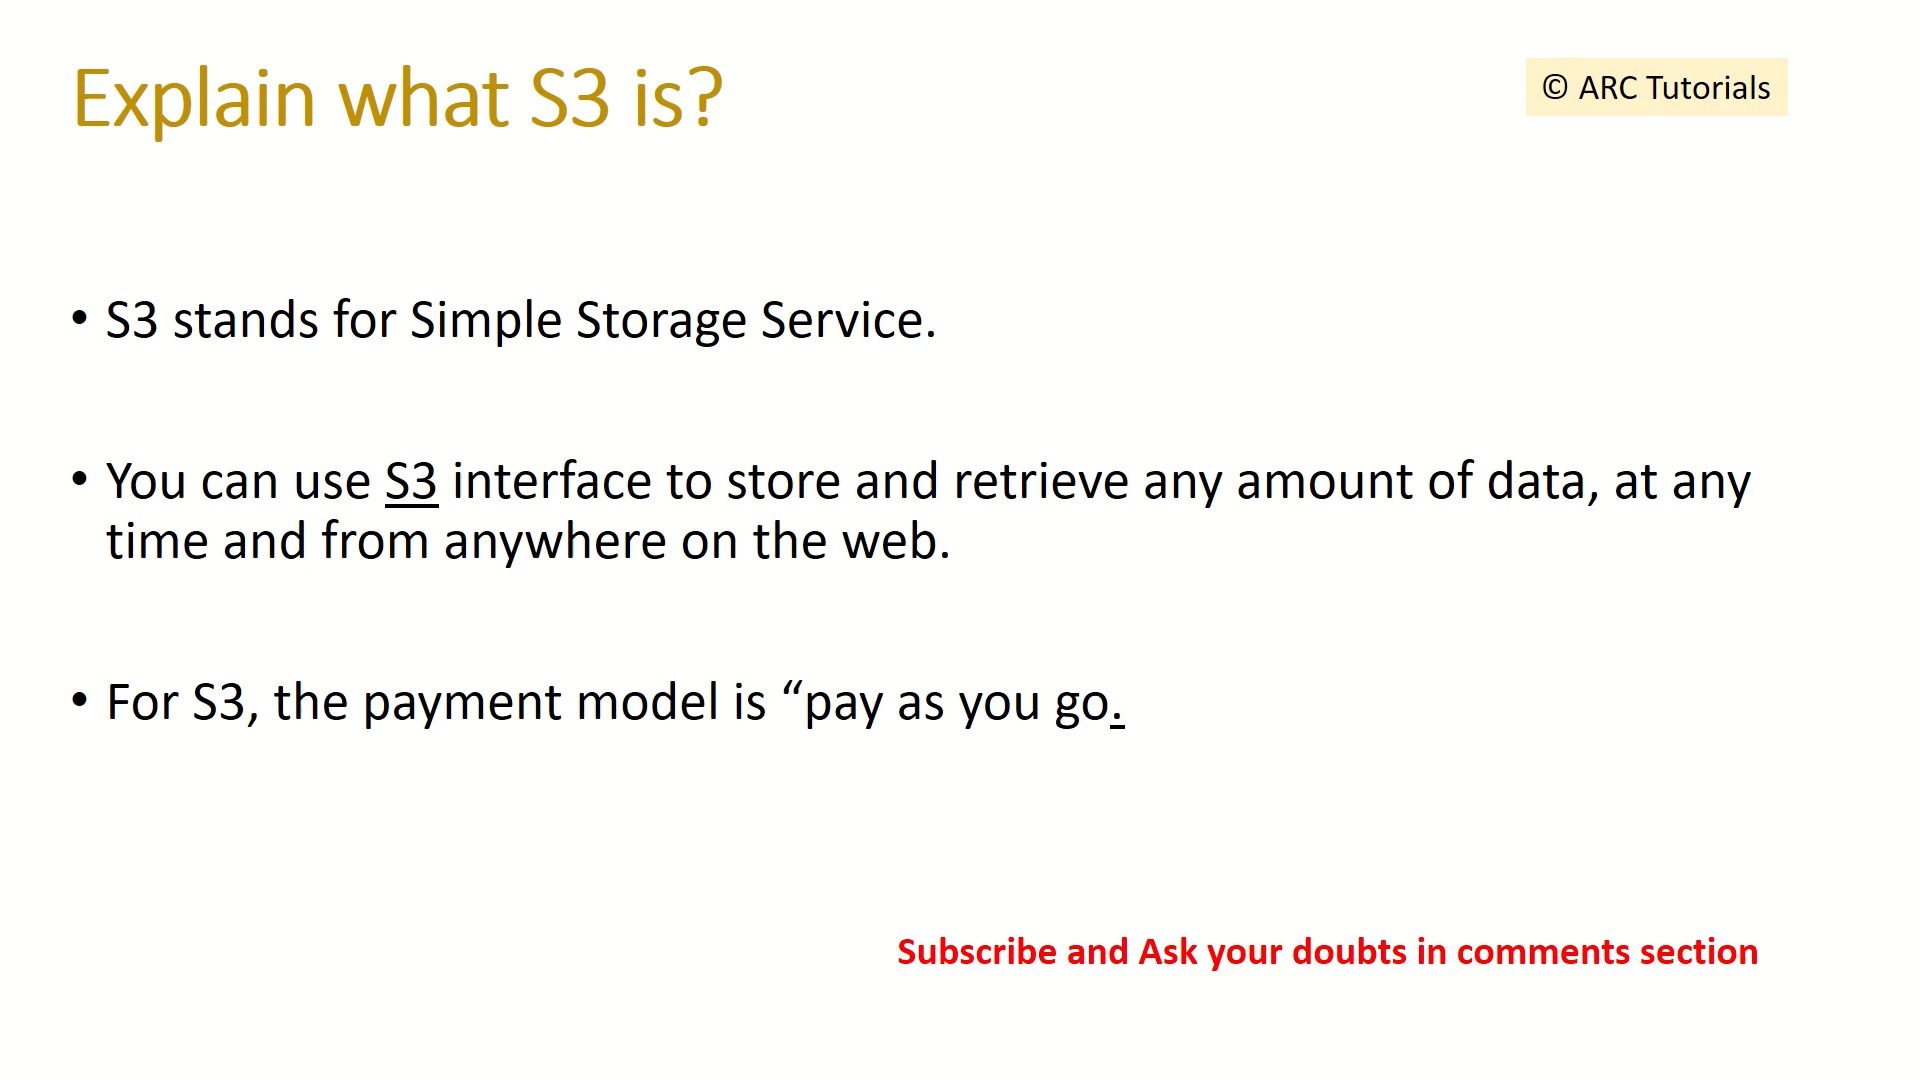 Explain what S3 is?
© ARC Tutorials
• S3 stands for Simple Storage Service.
• You can use S3 interface to store and retrieve any amount of data, at any
time and from anywhere on the web.
• For S3, the payment model is “pay as you go.
Subscribe and Ask your doubts in comments section